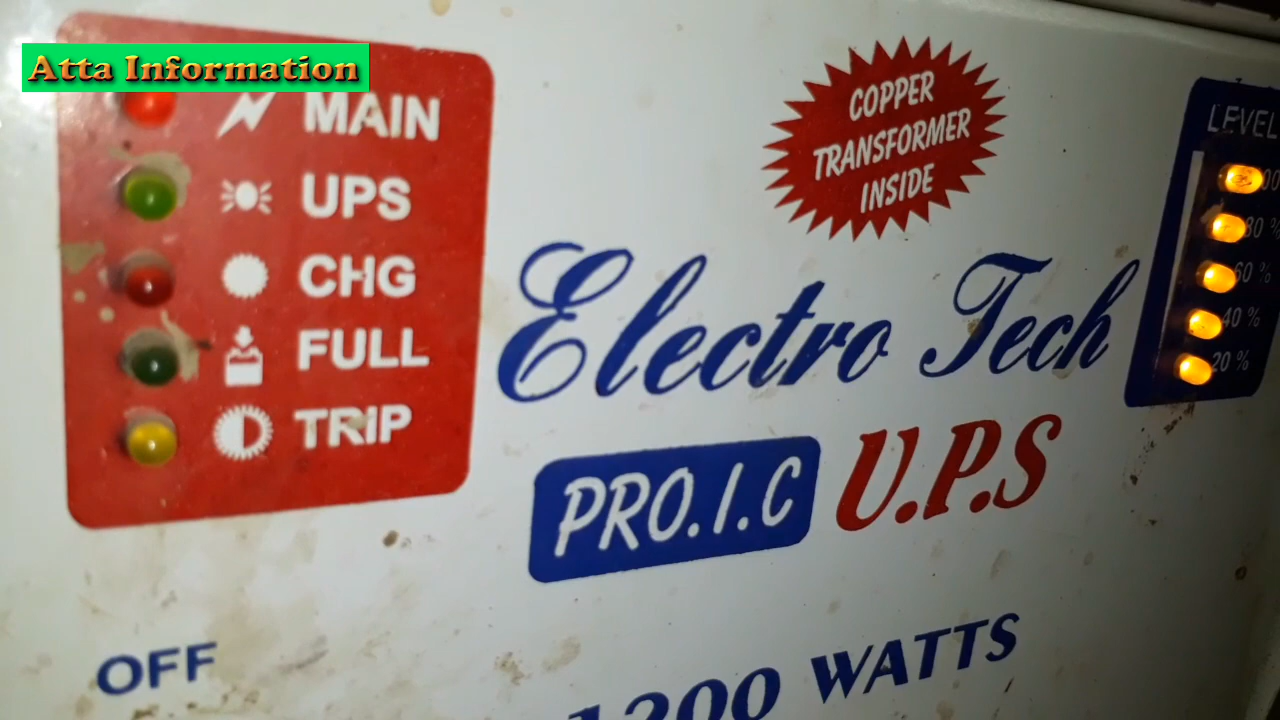 Atta Information
MAIN
UPS
CHG
FULL
TRIP
COPPER
TRANSFORMER
INSIDE
Electro Tech
PRO.I.C U.P.S
1200 WATTS
OFF
LEVEL
80 %
60 %
40 %
20 %